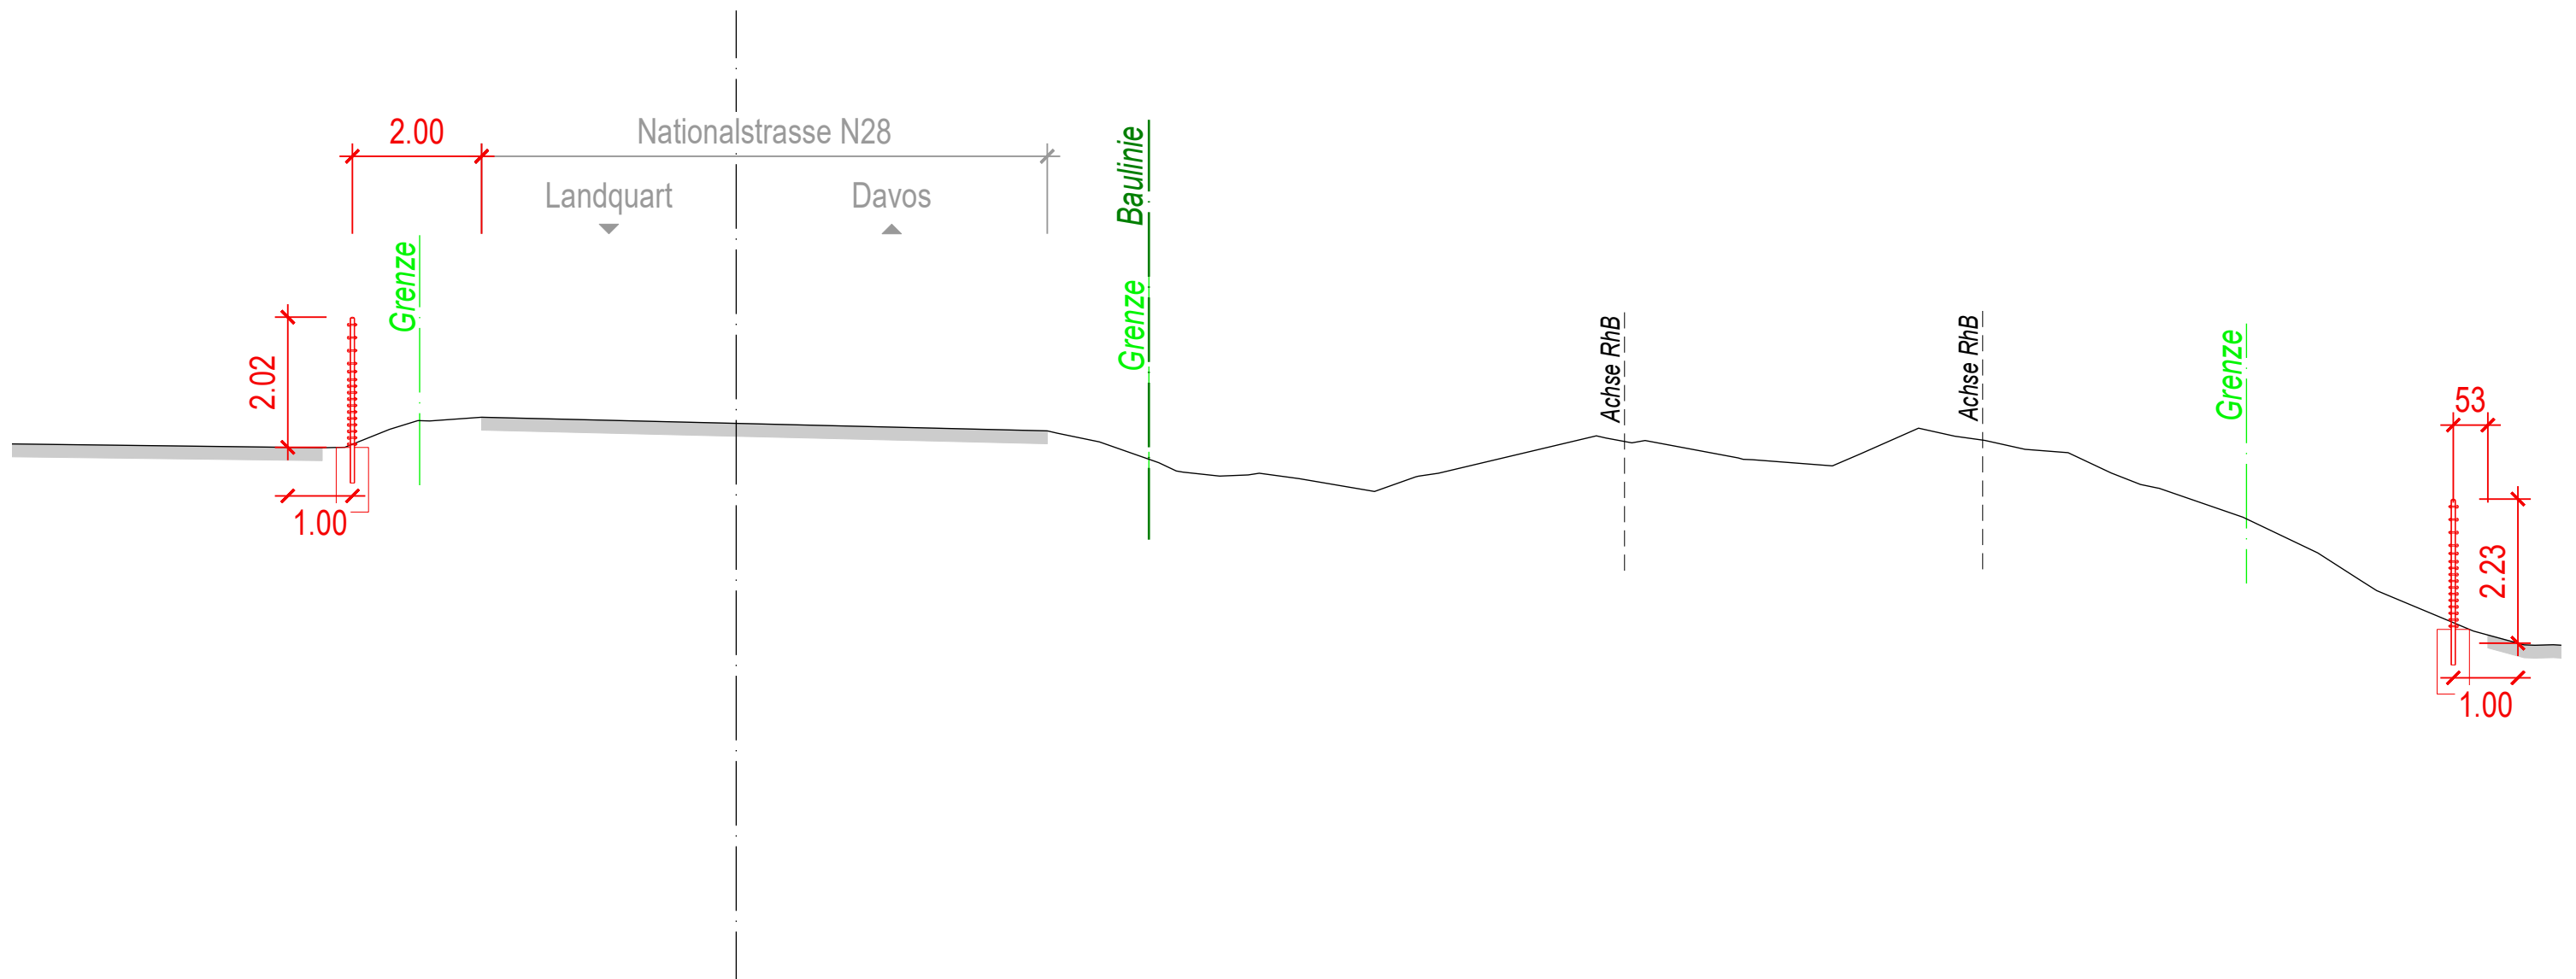 2.00
Nationalstrasse N28
Landquart
Davos
Baulinie
Grenze
Grenze
Achse RhB
Achse RhB
Grenze
2.02
1.00
53
2.23
1.00